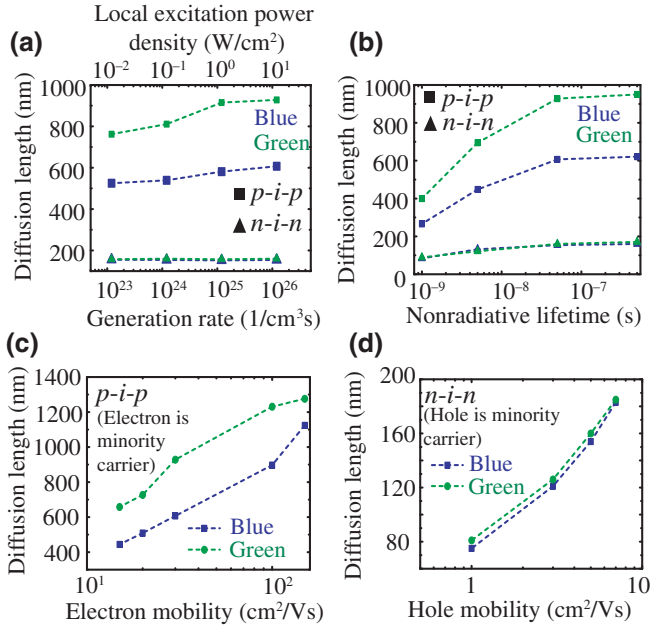 (a)
Local excitation power
density (W/cm²)
10⁻² 10⁻¹ 10⁰ 10¹
Diffusion length (nm)
1000
800
600
400
200
Blue
Green
p-i-p
n-i-n
10²³ 10²⁴ 10²⁵ 10²⁶
Generation rate (1/cm³s)
(b)
Diffusion length (nm)
1000
800
600
400
200
0
p-i-p
n-i-n
Blue
Green
10⁻⁹ 10⁻⁸ 10⁻⁷
Nonradiative lifetime (s)
(c)
Diffusion length (nm)
1400
1200
1000
800
600
400
p-i-p
(Electron is
minority
carrier)
Blue
Green
10¹ 10²
Electron mobility (cm²/Vs)
(d)
Diffusion length (nm)
200
160
120
80
n-i-n
(Hole is minority
carrier)
Blue
Green
1 10
Hole mobility (cm²/Vs)